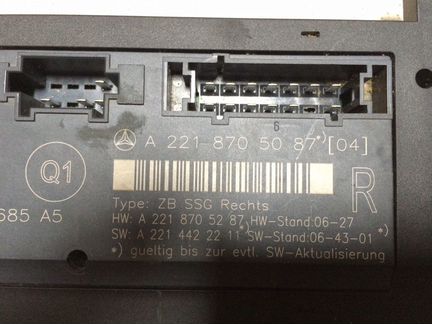 6
A 221 870 50 87*)[04]
Q1
R
685 A5
Type: ZB SSG Rechts
HW: A 221 870 52 87 HW-Stand:06-27
SW: A 221 442 22 11*) SW-Stand:06-43-01*)
*) gueltig bis zur evtl. SW-Aktualisierung